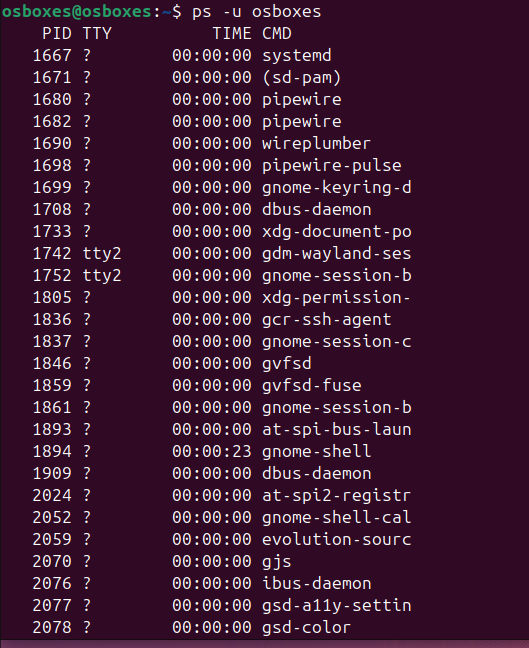 osboxes@osboxes:~$ ps -u osboxes
    PID TTY          TIME CMD
   1667 ?        00:00:00 systemd
   1671 ?        00:00:00 (sd-pam)
   1680 ?        00:00:00 pipewire
   1682 ?        00:00:00 pipewire
   1690 ?        00:00:00 wireplumber
   1698 ?        00:00:00 pipewire-pulse
   1699 ?        00:00:00 gnome-keyring-d
   1708 ?        00:00:00 dbus-daemon
   1733 ?        00:00:00 xdg-document-po
   1742 tty2     00:00:00 gdm-wayland-ses
   1752 tty2     00:00:00 gnome-session-b
   1805 ?        00:00:00 xdg-permission-
   1836 ?        00:00:00 gcr-ssh-agent
   1837 ?        00:00:00 gnome-session-c
   1846 ?        00:00:00 gvfsd
   1859 ?        00:00:00 gvfsd-fuse
   1861 ?        00:00:00 gnome-session-b
   1893 ?        00:00:00 at-spi-bus-laun
   1894 ?        00:00:23 gnome-shell
   1909 ?        00:00:00 dbus-daemon
   2024 ?        00:00:00 at-spi2-registr
   2052 ?        00:00:00 gnome-shell-cal
   2059 ?        00:00:00 evolution-sourc
   2070 ?        00:00:00 gjs
   2076 ?        00:00:00 ibus-daemon
   2077 ?        00:00:00 gsd-a11y-settin
   2078 ?        00:00:00 gsd-color